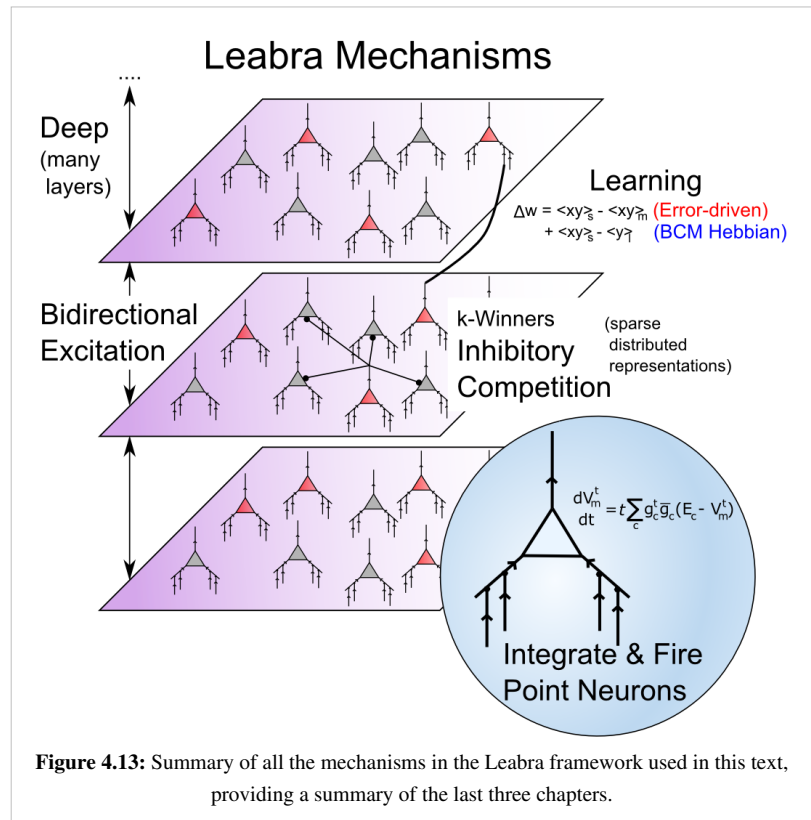 Leabra Mechanisms
....
Deep
(many
layers)
Learning
Δw = <xy>ₛ - <xy>ₘ (Error-driven)
+ <xy>ₛ - <y>ₗ (BCM Hebbian)
Bidirectional
Excitation
k-Winners
Inhibitory
Competition
(sparse
distributed
representations)
dVₘᵗ/dt = t∑c gcᵗ g̅c(Ec - Vₘᵗ)
Integrate & Fire
Point Neurons
Figure 4.13: Summary of all the mechanisms in the Leabra framework used in this text,
providing a summary of the last three chapters.